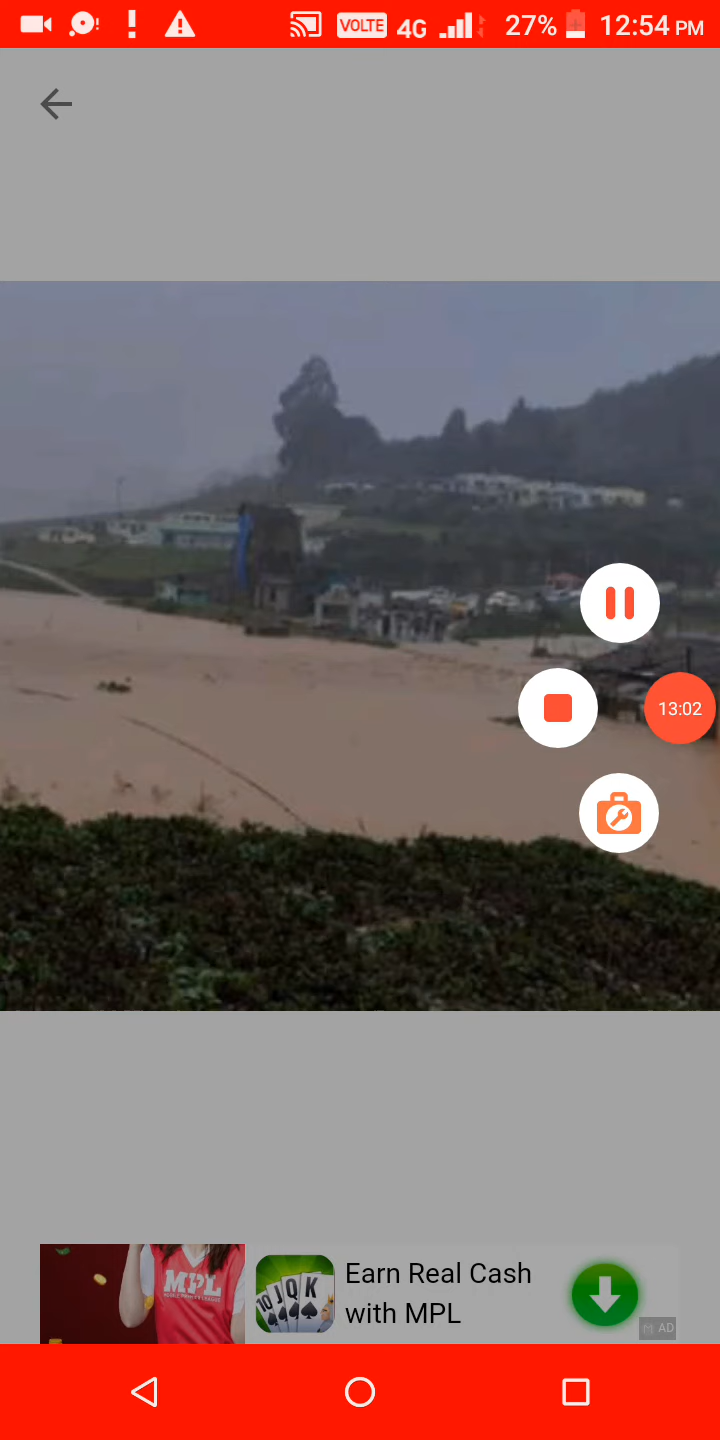 VOLTE 4G 27% 12:54 PM
13:02
MPL
10 J Q K
Earn Real Cash
with MPL
AD